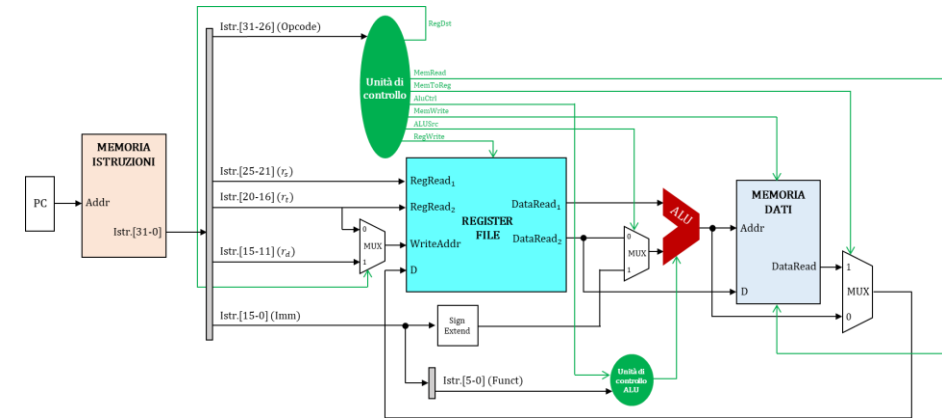 Istr.[31-26] (Opcode)
RegDst
Unità di
controllo
MemRead
MemToReg
AluCtrl
MemWrite
ALUSrc
RegWrite
MEMORIA
ISTRUZIONI
PC
Addr
Istr.[31-0]
Istr.[25-21] (rs)
Istr.[20-16] (rt)
Istr.[15-11] (rd)
Istr.[15-0] (Imm)
0
MUX
1
RegRead1
RegRead2
WriteAddr
D
REGISTER
FILE
DataRead1
DataRead2
0
MUX
1
ALU
MEMORIA
DATI
Addr
DataRead
D
1
MUX
0
Sign
Extend
Istr.[5-0] (Funct)
Unità di
controllo
ALU